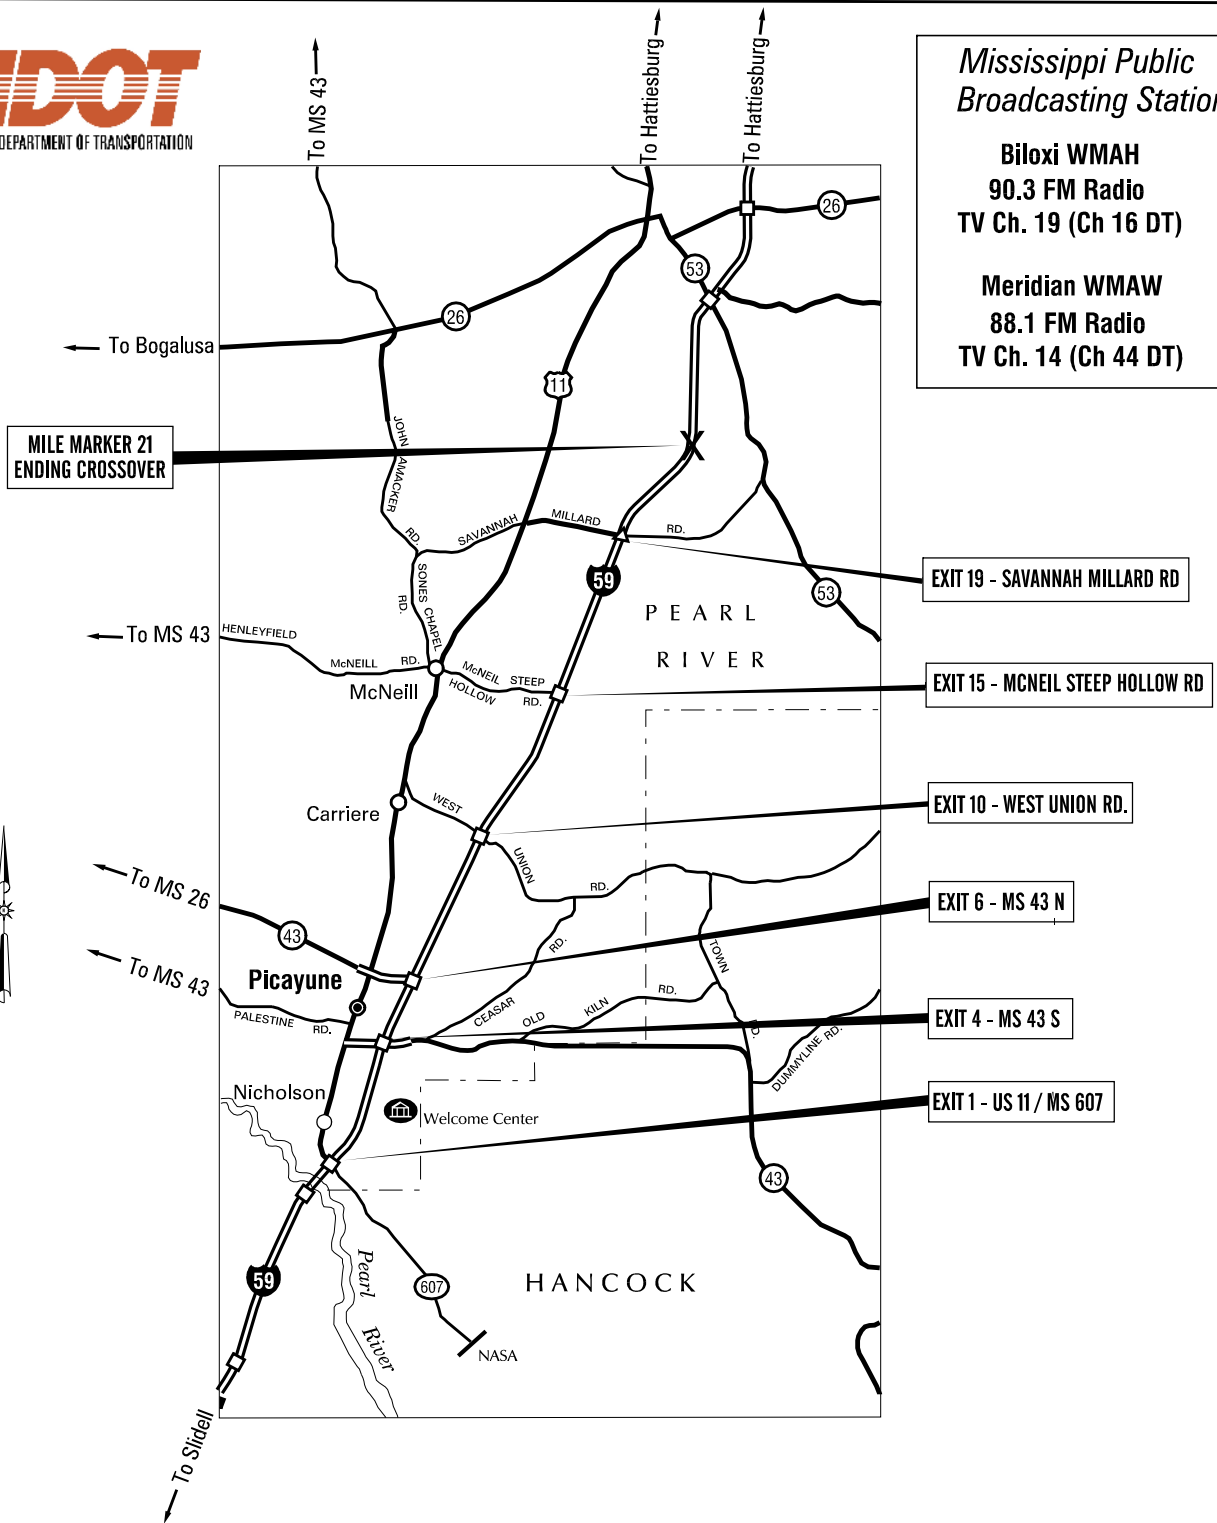 MDOT
DEPARTMENT OF TRANSPORTATION
To MS 43
To Hattiesburg
To Hattiesburg
Mississippi Public
Broadcasting Station
Biloxi WMAH
90.3 FM Radio
TV Ch. 19 (Ch 16 DT)
Meridian WMAW
88.1 FM Radio
TV Ch. 14 (Ch 44 DT)
26
53
26
To Bogalusa
11
MILE MARKER 21
ENDING CROSSOVER
JOHN AMACKER RD.
SAVANNAH MILLARD RD.
EXIT 19 - SAVANNAH MILLARD RD
59
53
SONES CHAPEL RD.
PEARL
RIVER
To MS 43
HENLEYFIELD
McNEILL RD.
McNeill
McNEIL STEEP
HOLLOW RD.
EXIT 15 - MCNEIL STEEP HOLLOW RD
Carriere
WEST UNION RD.
EXIT 10 - WEST UNION RD.
To MS 26
43
EXIT 6 - MS 43 N
To MS 43
Picayune
PALESTINE RD.
CEASAR RD.
OLD KILN RD.
TOWN RD.
DUMMYLINE RD.
EXIT 4 - MS 43 S
Nicholson
Welcome Center
EXIT 1 - US 11 / MS 607
43
59
Pearl River
607
HANCOCK
NASA
To Slidell